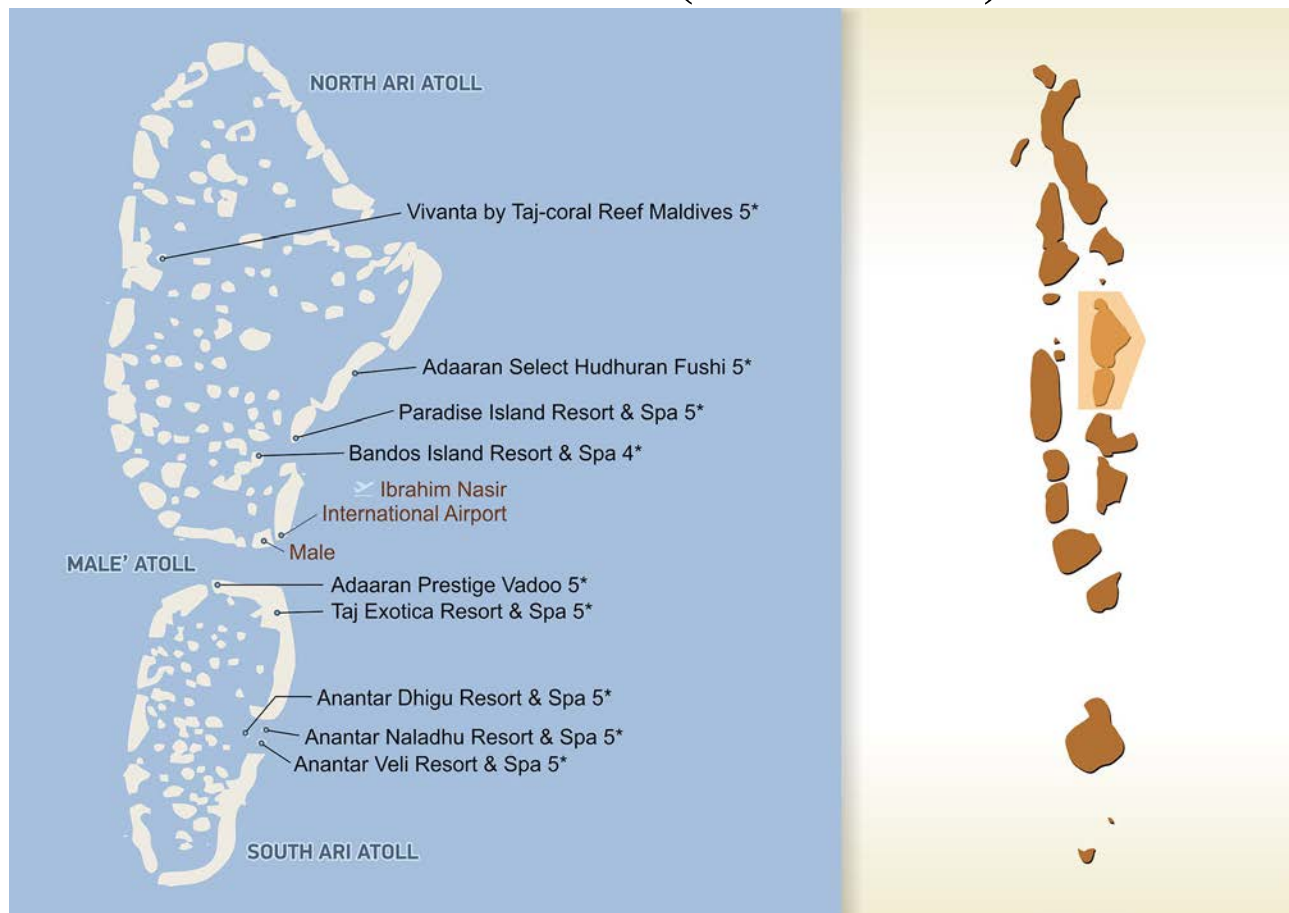 NORTH ARI ATOLL
Vivanta by Taj-coral Reef Maldives 5*
Adaaran Select Hudhuran Fushi 5*
Paradise Island Resort & Spa 5*
Bandos Island Resort & Spa 4*
Ibrahim Nasir
International Airport
Male
MALE' ATOLL
Adaaran Prestige Vadoo 5*
Taj Exotica Resort & Spa 5*
Anantar Dhigu Resort & Spa 5*
Anantar Naladhu Resort & Spa 5*
Anantar Veli Resort & Spa 5*
SOUTH ARI ATOLL